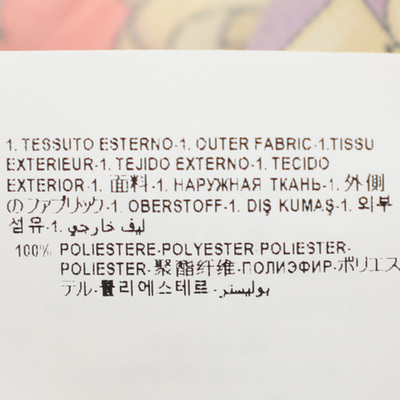 1. TESSUTO ESTERNO-1. OUTER FABRIC-1.TISSU
EXTERIEUR-1. TEJIDO EXTERNO-1. TECIDO
EXTERIOR-1. 面料-1. НАРУЖНАЯ ТКАНЬ-1. 外側
のファブリック-1. OBERSTOFF-1. DIŞ KUMAŞ-1. 외부
섬유-1. ليف خارجي
100% POLIESTERE-POLYESTER-POLIESTER-
POLIESTER-聚酯纤维-ПОЛИЭФИР-ポリエス
テル-폴리에스테르-بوليستر